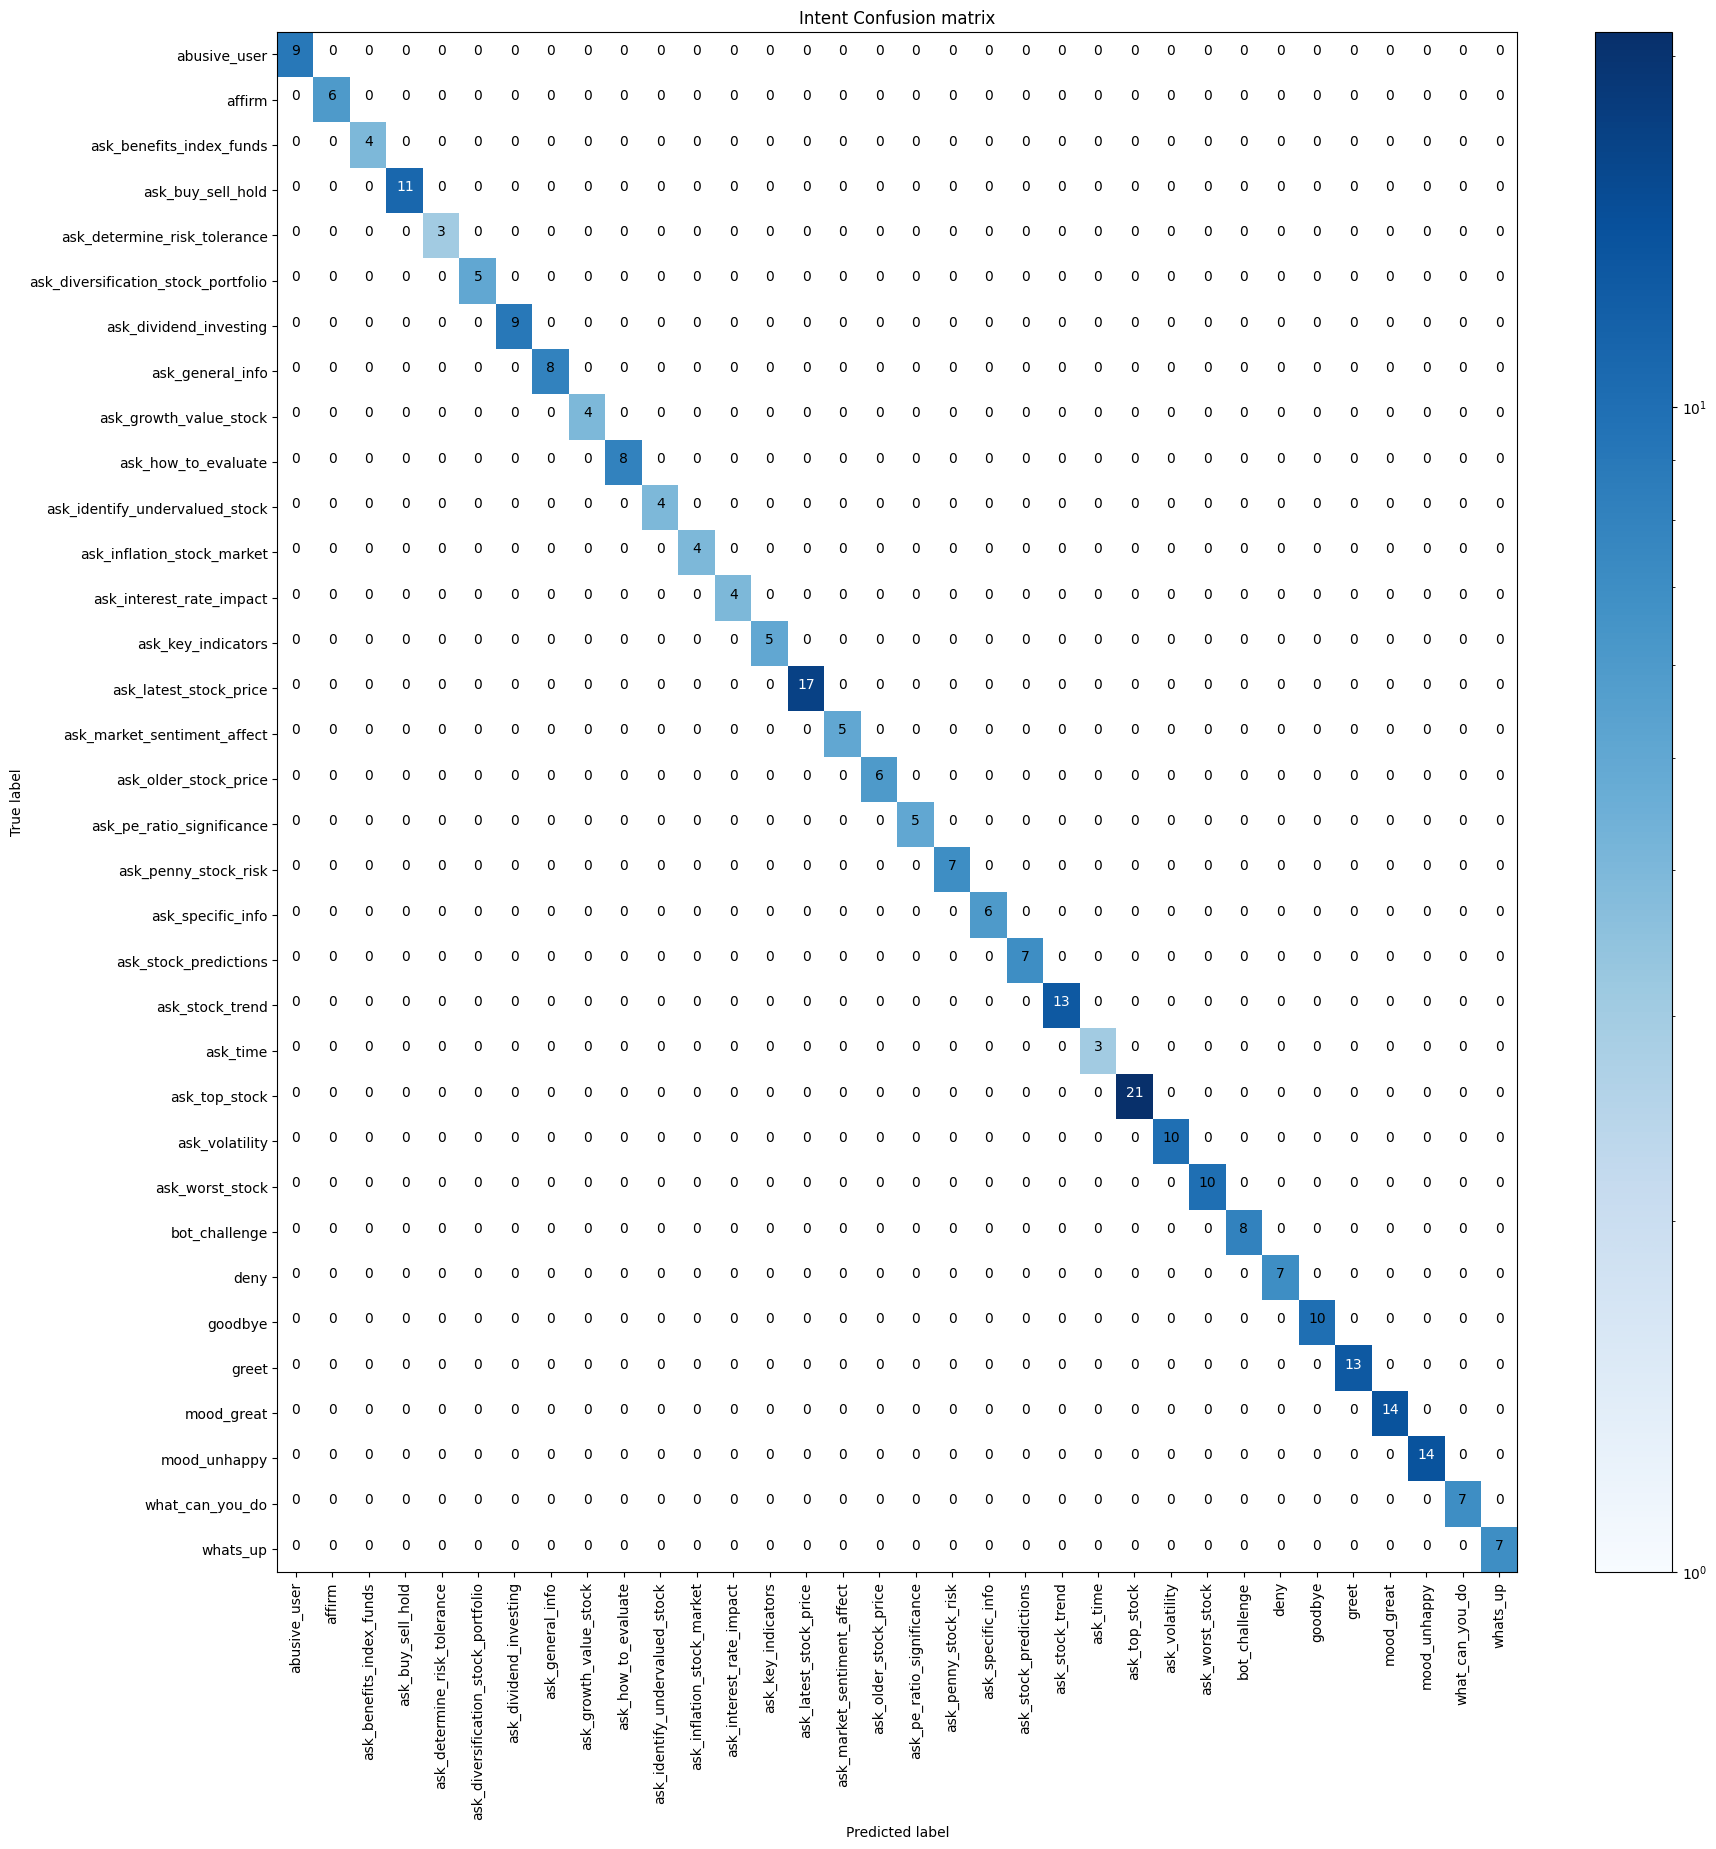 Intent Confusion matrix
abusive_user 9 0 0 0 0 0 0 0 0 0 0 0 0 0 0 0 0 0 0 0 0 0 0 0 0 0 0 0 0 0 0 0 0 0
affirm 0 6 0 0 0 0 0 0 0 0 0 0 0 0 0 0 0 0 0 0 0 0 0 0 0 0 0 0 0 0 0 0 0 0
ask_benefits_index_funds 0 0 4 0 0 0 0 0 0 0 0 0 0 0 0 0 0 0 0 0 0 0 0 0 0 0 0 0 0 0 0 0 0 0
ask_buy_sell_hold 0 0 0 11 0 0 0 0 0 0 0 0 0 0 0 0 0 0 0 0 0 0 0 0 0 0 0 0 0 0 0 0 0 0
ask_determine_risk_tolerance 0 0 0 0 3 0 0 0 0 0 0 0 0 0 0 0 0 0 0 0 0 0 0 0 0 0 0 0 0 0 0 0 0 0
ask_diversification_stock_portfolio 0 0 0 0 0 5 0 0 0 0 0 0 0 0 0 0 0 0 0 0 0 0 0 0 0 0 0 0 0 0 0 0 0 0
ask_dividend_investing 0 0 0 0 0 0 9 0 0 0 0 0 0 0 0 0 0 0 0 0 0 0 0 0 0 0 0 0 0 0 0 0 0 0
ask_general_info 0 0 0 0 0 0 0 8 0 0 0 0 0 0 0 0 0 0 0 0 0 0 0 0 0 0 0 0 0 0 0 0 0 0
ask_growth_value_stock 0 0 0 0 0 0 0 0 4 0 0 0 0 0 0 0 0 0 0 0 0 0 0 0 0 0 0 0 0 0 0 0 0 0
ask_how_to_evaluate 0 0 0 0 0 0 0 0 0 8 0 0 0 0 0 0 0 0 0 0 0 0 0 0 0 0 0 0 0 0 0 0 0 0
ask_identify_undervalued_stock 0 0 0 0 0 0 0 0 0 0 4 0 0 0 0 0 0 0 0 0 0 0 0 0 0 0 0 0 0 0 0 0 0 0
ask_inflation_stock_market 0 0 0 0 0 0 0 0 0 0 0 4 0 0 0 0 0 0 0 0 0 0 0 0 0 0 0 0 0 0 0 0 0 0
ask_interest_rate_impact 0 0 0 0 0 0 0 0 0 0 0 0 4 0 0 0 0 0 0 0 0 0 0 0 0 0 0 0 0 0 0 0 0 0
ask_key_indicators 0 0 0 0 0 0 0 0 0 0 0 0 0 5 0 0 0 0 0 0 0 0 0 0 0 0 0 0 0 0 0 0 0 0
ask_latest_stock_price 0 0 0 0 0 0 0 0 0 0 0 0 0 0 17 0 0 0 0 0 0 0 0 0 0 0 0 0 0 0 0 0 0 0
ask_market_sentiment_affect 0 0 0 0 0 0 0 0 0 0 0 0 0 0 0 5 0 0 0 0 0 0 0 0 0 0 0 0 0 0 0 0 0 0
ask_older_stock_price 0 0 0 0 0 0 0 0 0 0 0 0 0 0 0 0 6 0 0 0 0 0 0 0 0 0 0 0 0 0 0 0 0 0
ask_pe_ratio_significance 0 0 0 0 0 0 0 0 0 0 0 0 0 0 0 0 0 5 0 0 0 0 0 0 0 0 0 0 0 0 0 0 0 0
ask_penny_stock_risk 0 0 0 0 0 0 0 0 0 0 0 0 0 0 0 0 0 0 7 0 0 0 0 0 0 0 0 0 0 0 0 0 0 0
ask_specific_info 0 0 0 0 0 0 0 0 0 0 0 0 0 0 0 0 0 0 0 6 0 0 0 0 0 0 0 0 0 0 0 0 0 0
ask_stock_predictions 0 0 0 0 0 0 0 0 0 0 0 0 0 0 0 0 0 0 0 0 7 0 0 0 0 0 0 0 0 0 0 0 0 0
ask_stock_trend 0 0 0 0 0 0 0 0 0 0 0 0 0 0 0 0 0 0 0 0 0 13 0 0 0 0 0 0 0 0 0 0 0 0
ask_time 0 0 0 0 0 0 0 0 0 0 0 0 0 0 0 0 0 0 0 0 0 0 3 0 0 0 0 0 0 0 0 0 0 0
ask_top_stock 0 0 0 0 0 0 0 0 0 0 0 0 0 0 0 0 0 0 0 0 0 0 0 21 0 0 0 0 0 0 0 0 0 0
ask_volatility 0 0 0 0 0 0 0 0 0 0 0 0 0 0 0 0 0 0 0 0 0 0 0 0 10 0 0 0 0 0 0 0 0 0
ask_worst_stock 0 0 0 0 0 0 0 0 0 0 0 0 0 0 0 0 0 0 0 0 0 0 0 0 0 10 0 0 0 0 0 0 0 0
bot_challenge 0 0 0 0 0 0 0 0 0 0 0 0 0 0 0 0 0 0 0 0 0 0 0 0 0 0 8 0 0 0 0 0 0 0
deny 0 0 0 0 0 0 0 0 0 0 0 0 0 0 0 0 0 0 0 0 0 0 0 0 0 0 0 7 0 0 0 0 0 0
goodbye 0 0 0 0 0 0 0 0 0 0 0 0 0 0 0 0 0 0 0 0 0 0 0 0 0 0 0 0 10 0 0 0 0 0
greet 0 0 0 0 0 0 0 0 0 0 0 0 0 0 0 0 0 0 0 0 0 0 0 0 0 0 0 0 0 13 0 0 0 0
mood_great 0 0 0 0 0 0 0 0 0 0 0 0 0 0 0 0 0 0 0 0 0 0 0 0 0 0 0 0 0 0 14 0 0 0
mood_unhappy 0 0 0 0 0 0 0 0 0 0 0 0 0 0 0 0 0 0 0 0 0 0 0 0 0 0 0 0 0 0 0 14 0 0
what_can_you_do 0 0 0 0 0 0 0 0 0 0 0 0 0 0 0 0 0 0 0 0 0 0 0 0 0 0 0 0 0 0 0 0 7 0
whats_up 0 0 0 0 0 0 0 0 0 0 0 0 0 0 0 0 0 0 0 0 0 0 0 0 0 0 0 0 0 0 0 0 0 7
True label
abusive_user
affirm
ask_benefits_index_funds
ask_buy_sell_hold
ask_determine_risk_tolerance
ask_diversification_stock_portfolio
ask_dividend_investing
ask_general_info
ask_growth_value_stock
ask_how_to_evaluate
ask_identify_undervalued_stock
ask_inflation_stock_market
ask_interest_rate_impact
ask_key_indicators
ask_latest_stock_price
ask_market_sentiment_affect
ask_older_stock_price
ask_pe_ratio_significance
ask_penny_stock_risk
ask_specific_info
ask_stock_predictions
ask_stock_trend
ask_time
ask_top_stock
ask_volatility
ask_worst_stock
bot_challenge
deny
goodbye
greet
mood_great
mood_unhappy
what_can_you_do
whats_up
Predicted label
10¹
10⁰